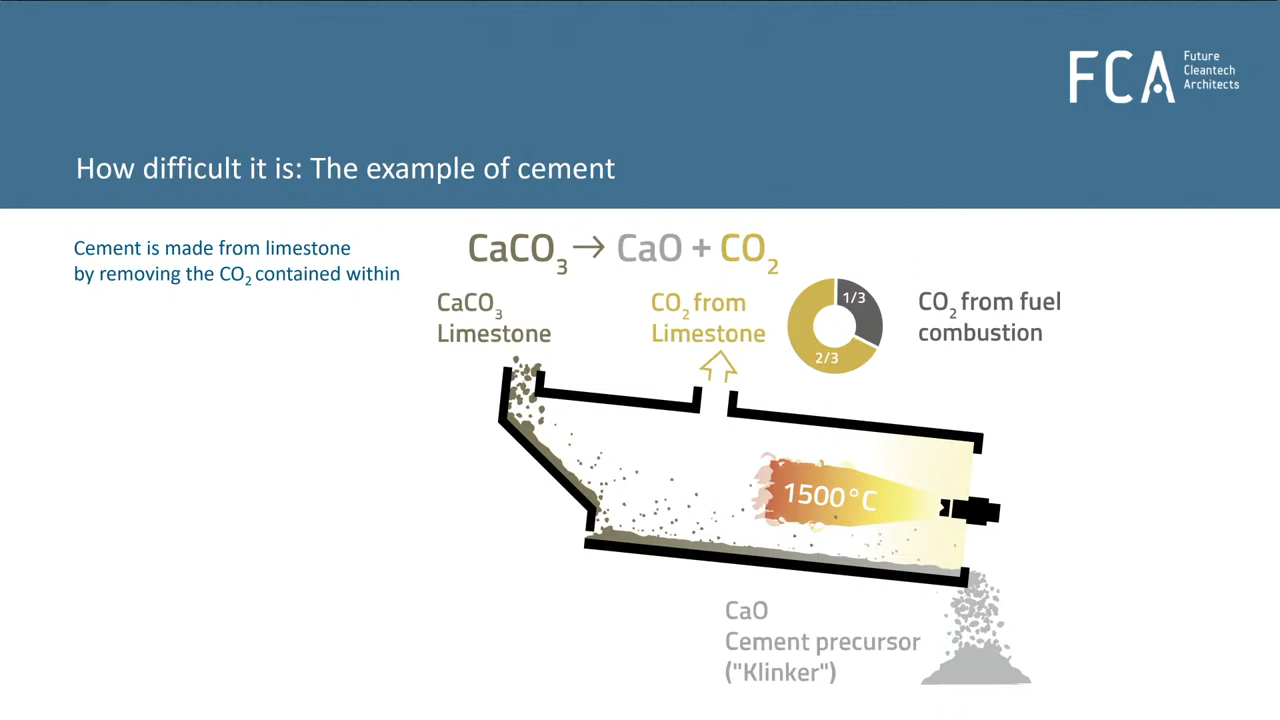 FCA
Future
Cleantech
Architects
How difficult it is: The example of cement
Cement is made from limestone
by removing the CO₂ contained within
CaCO₃ → CaO + CO₂
CaCO₃
Limestone
CO₂ from
Limestone
1/3
2/3
CO₂ from fuel
combustion
1500°C
CaO
Cement precursor
("Klinker")